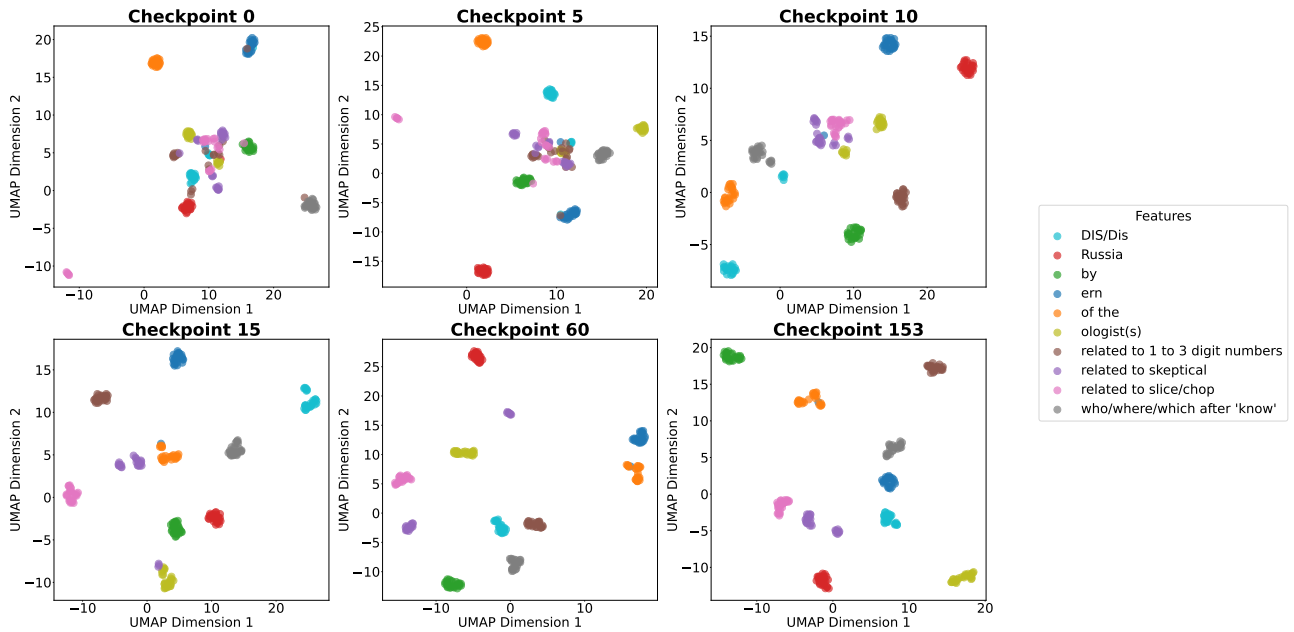 Checkpoint 0
20
15
10
5
0
−5
−10
UMAP Dimension 2
−10
0
10
20
UMAP Dimension 1
Checkpoint 5
25
20
15
10
5
0
−5
−10
−15
UMAP Dimension 2
−10
0
10
20
UMAP Dimension 1
Checkpoint 10
15
10
5
0
−5
UMAP Dimension 2
0
10
20
UMAP Dimension 1
Checkpoint 15
15
10
5
0
−5
−10
UMAP Dimension 2
−10
0
10
20
UMAP Dimension 1
Checkpoint 60
25
20
15
10
5
0
−5
−10
UMAP Dimension 2
−10
0
10
UMAP Dimension 1
Checkpoint 153
20
15
10
5
0
−5
−10
UMAP Dimension 2
−10
0
10
20
UMAP Dimension 1
Features
DIS/Dis
Russia
by
ern
of the
ologist(s)
related to 1 to 3 digit numbers
related to skeptical
related to slice/chop
who/where/which after 'know'